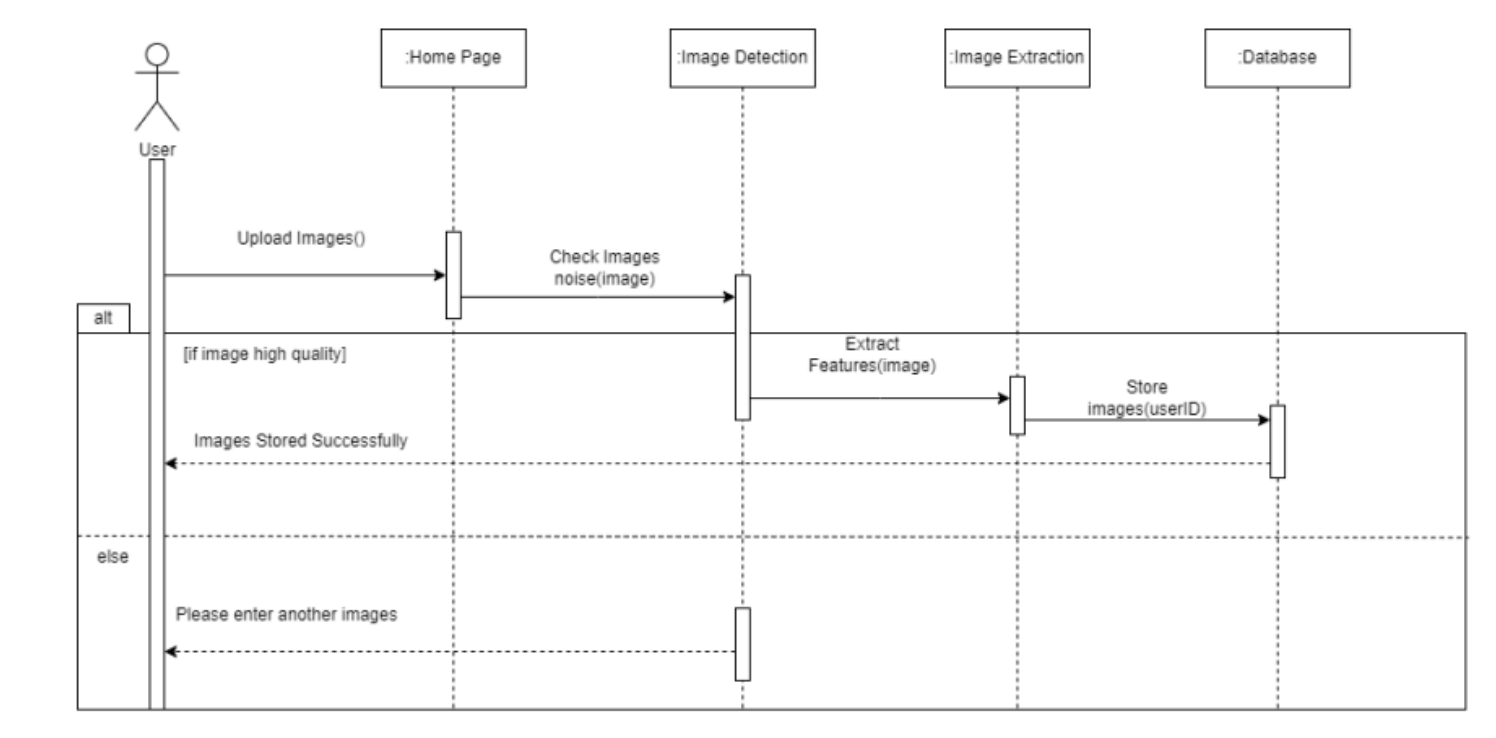 :Home Page
:Image Detection
:Image Extraction
:Database
User
Upload Images()
Check Images
noise(image)
alt
[if image high quality]
Extract
Features(image)
Store
images(userID)
Images Stored Successfully
else
Please enter another images